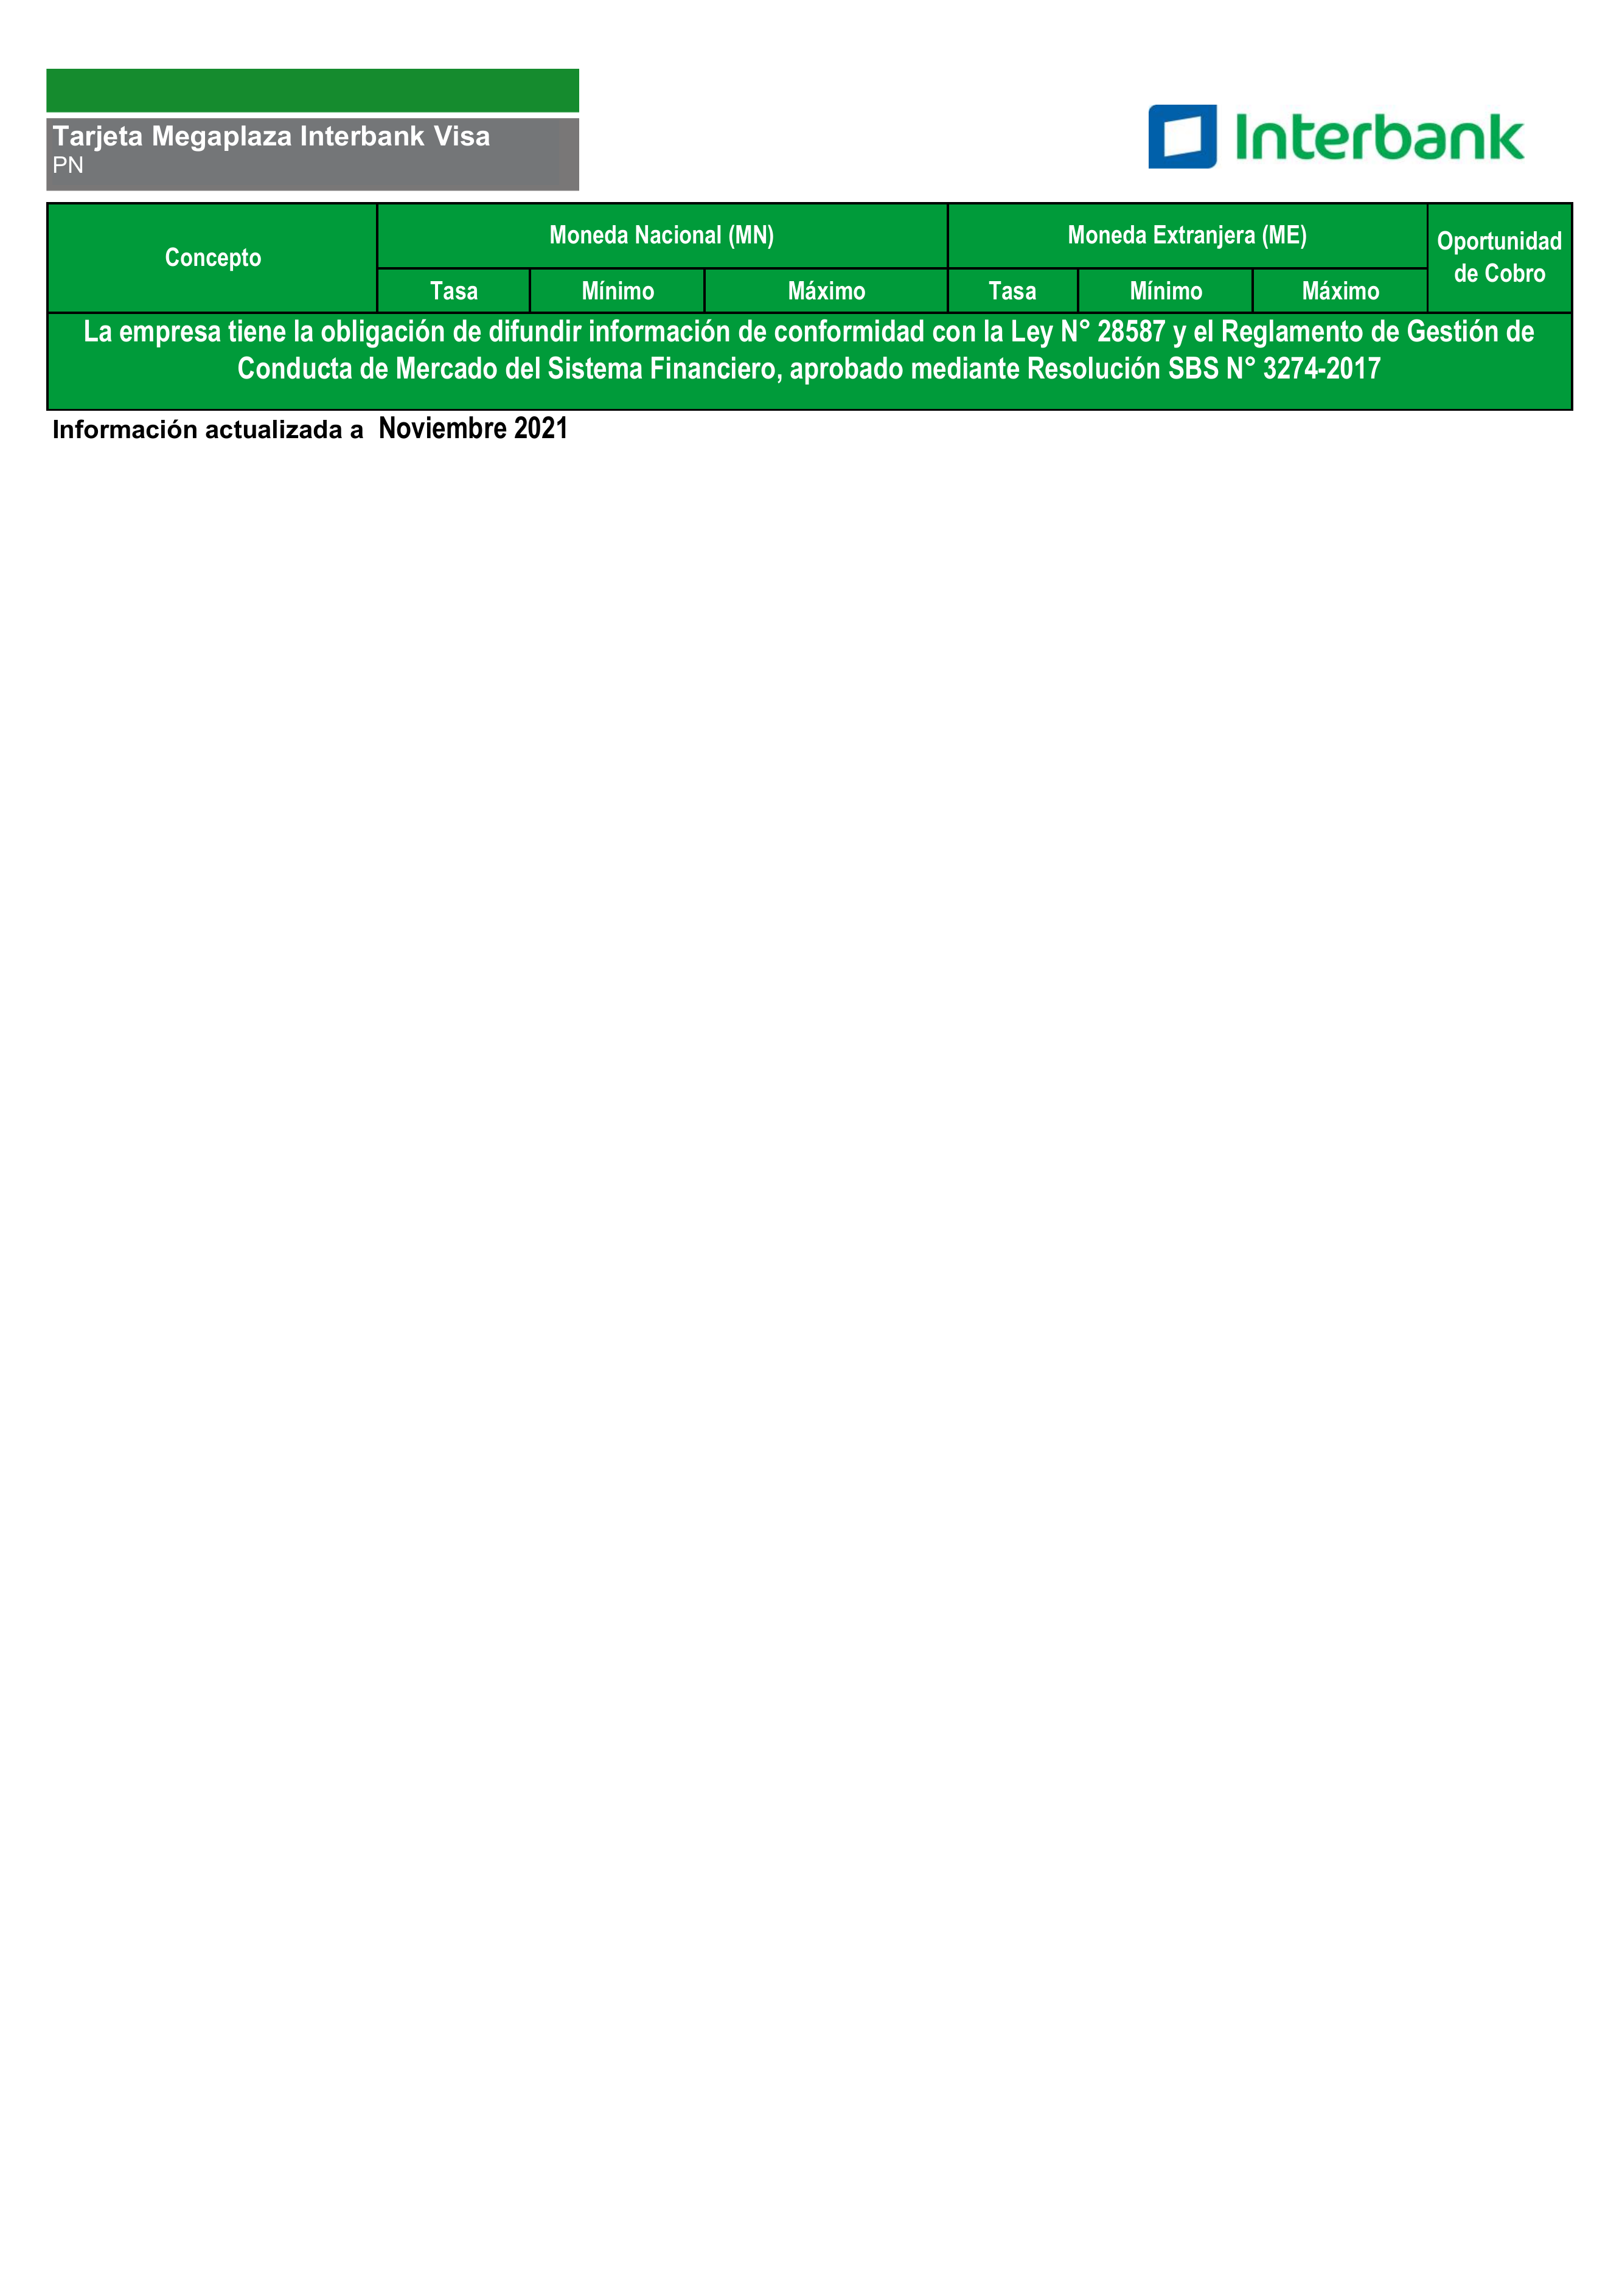 Tarjeta Megaplaza Interbank Visa
PN
Interbank
Concepto
Moneda Nacional (MN)
Moneda Extranjera (ME)
Oportunidad
de Cobro
Tasa
Mínimo
Máximo
Tasa
Mínimo
Máximo
La empresa tiene la obligación de difundir información de conformidad con la Ley N° 28587 y el Reglamento de Gestión de
Conducta de Mercado del Sistema Financiero, aprobado mediante Resolución SBS N° 3274-2017
Información actualizada a Noviembre 2021